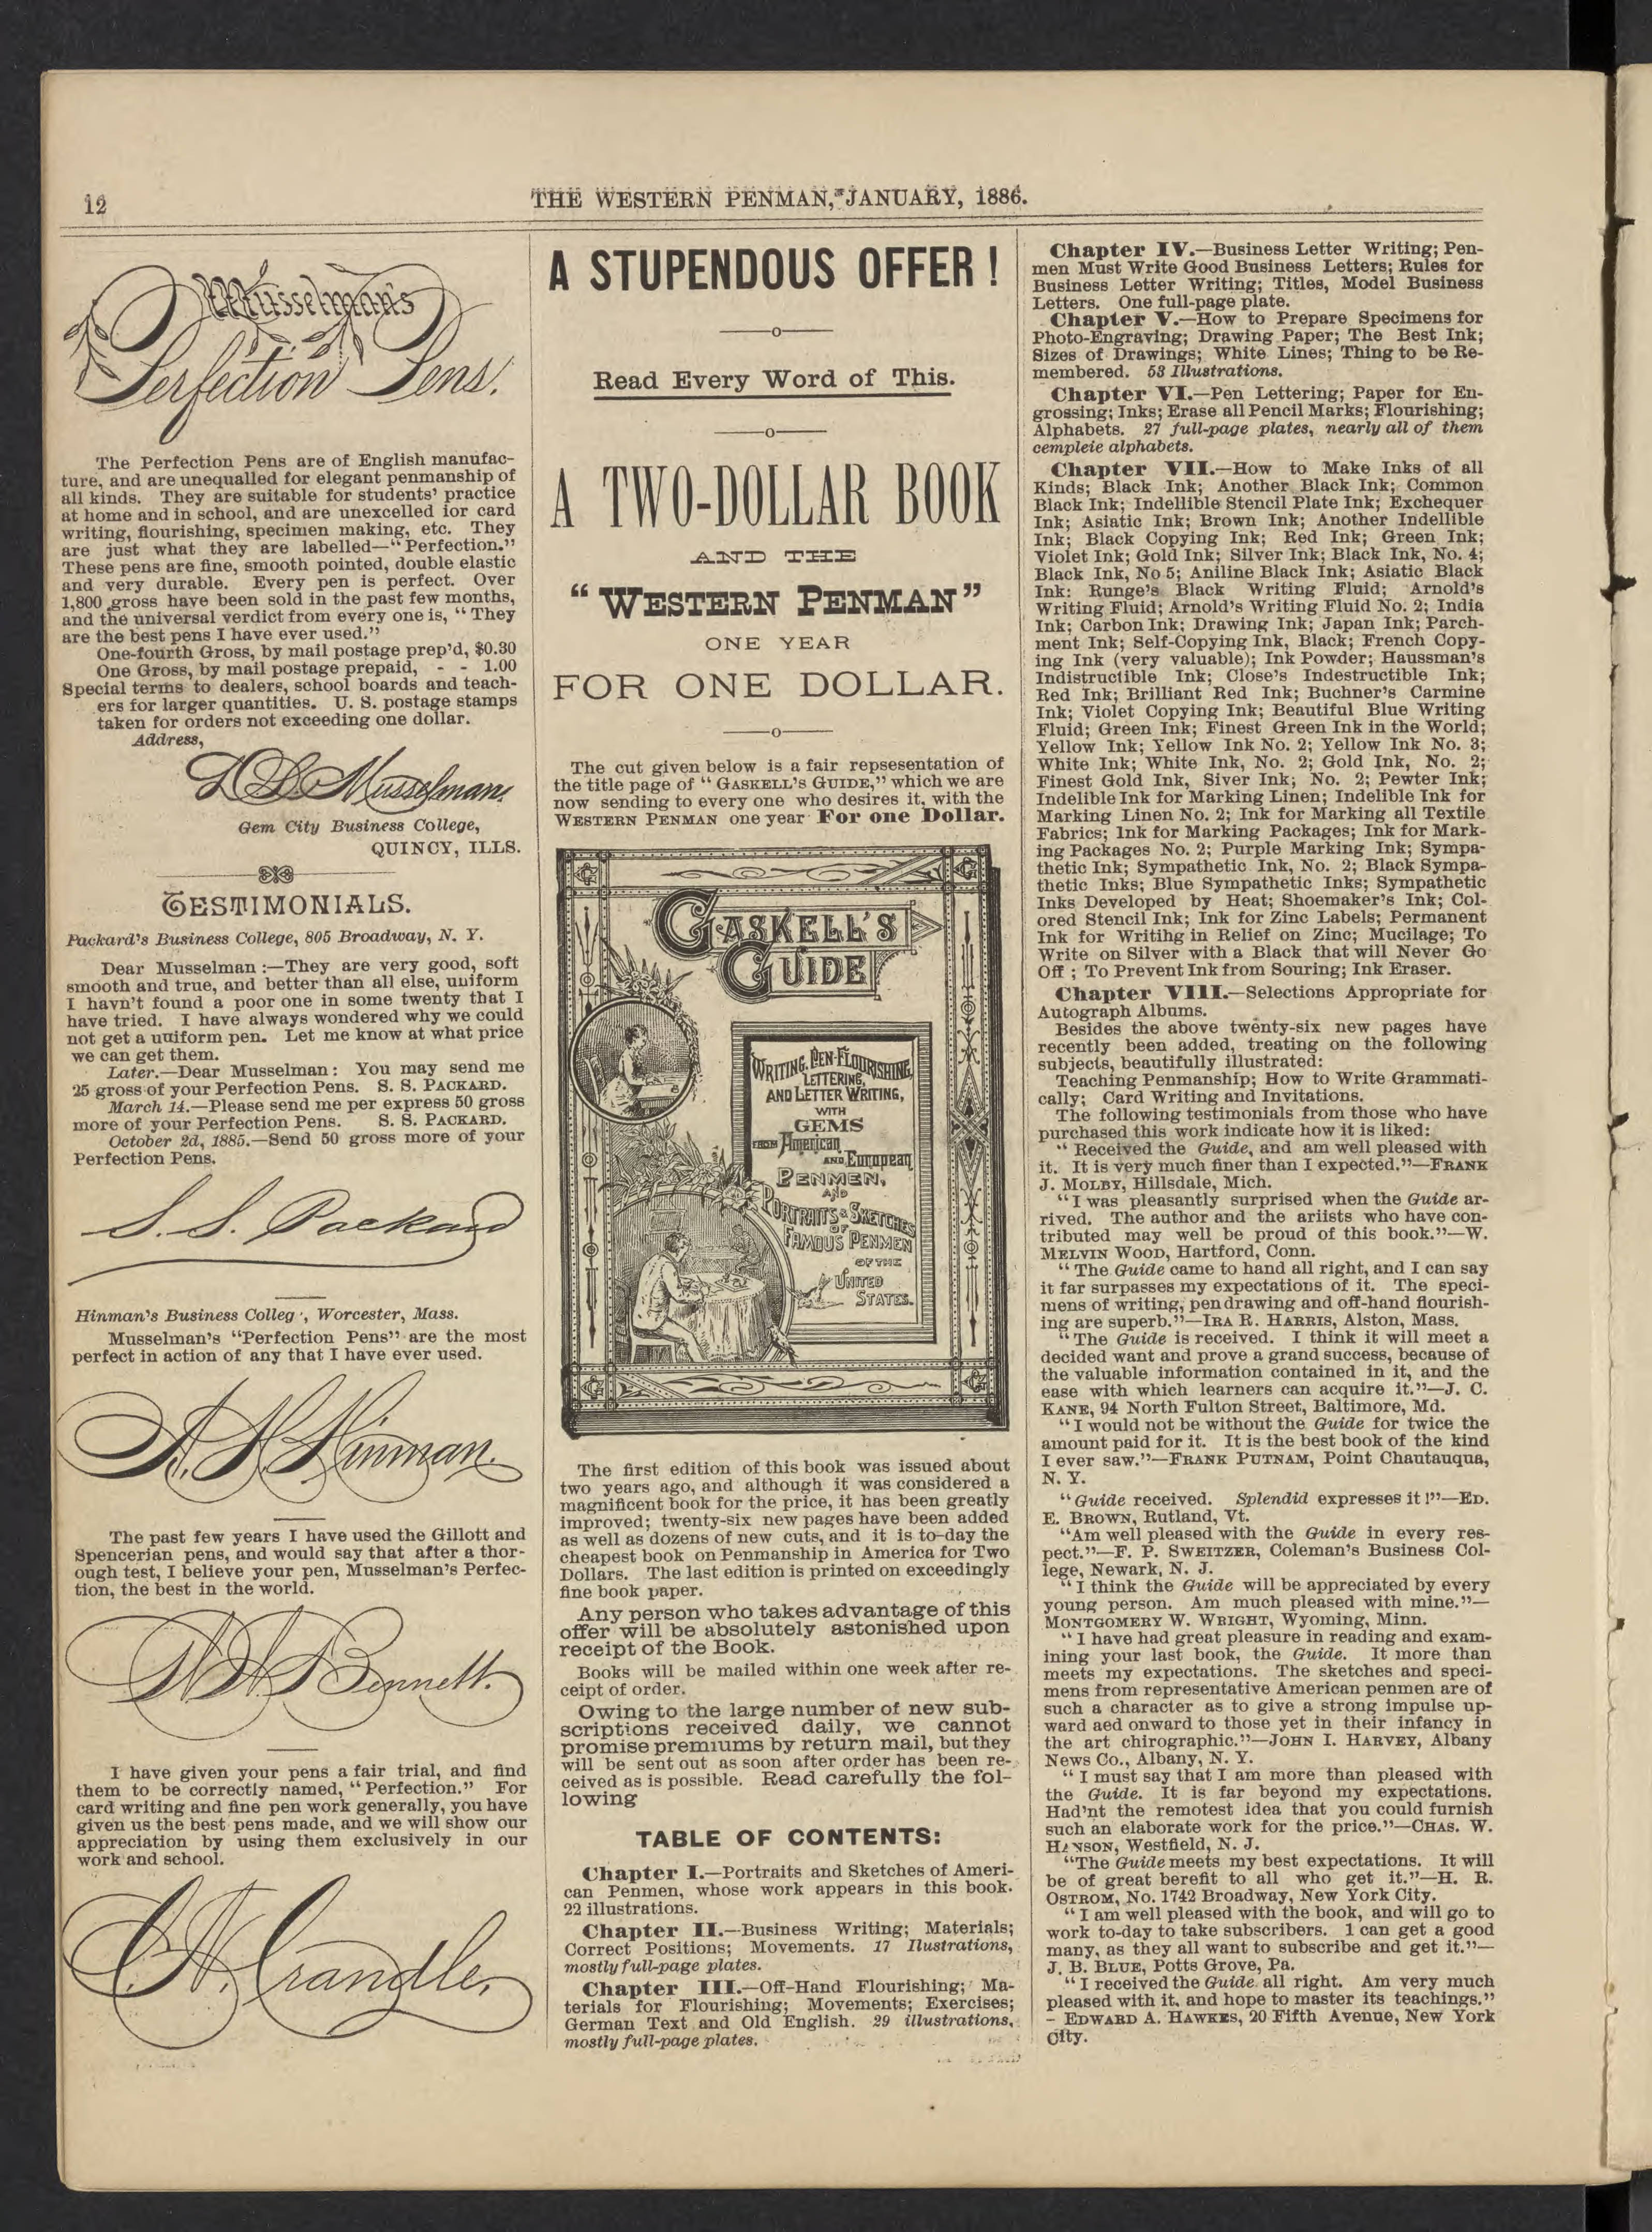 12
THE WESTERN PENMAN, JANUARY, 1886.
Musselman's
Perfection Pens.
The Perfection Pens are of English manufac-
ture, and are unequalled for elegant penmanship of
all kinds. They are suitable for students' practice
at home and in school, and are unexcelled ior card
writing, flourishing, specimen making, etc. They
are just what they are labelled—"Perfection."
These pens are fine, smooth pointed, double elastic
and very durable. Every pen is perfect. Over
1,800 gross have been sold in the past few months,
and the universal verdict from every one is, "They
are the best pens I have ever used."
One-fourth Gross, by mail postage prep'd, $0.30
One Gross, by mail postage prepaid, - - 1.00
Special terms to dealers, school boards and teach-
ers for larger quantities. U. S. postage stamps
taken for orders not exceeding one dollar.
Address,
D L Musselman,
Gem City Business College,
QUINCY, ILLS.
TESTIMONIALS.
Packard's Business College, 805 Broadway, N. Y.
Dear Musselman :—They are very good, soft
smooth and true, and better than all else, uniform
I havn't found a poor one in some twenty that I
have tried. I have always wondered why we could
not get a uniform pen. Let me know at what price
we can get them.
Later.—Dear Musselman: You may send me
25 gross of your Perfection Pens. S. S. PACKARD.
March 14.—Please send me per express 50 gross
more of your Perfection Pens. S. S. PACKARD.
October 2d, 1885.—Send 50 gross more of your
Perfection Pens.
S. S. Packard
Hinman's Business Colleg , Worcester, Mass.
Musselman's "Perfection Pens" are the most
perfect in action of any that I have ever used.
A. H. Hinman.
The past few years I have used the Gillott and
Spencerian pens, and would say that after a thor-
ough test, I believe your pen, Musselman's Perfec-
tion, the best in the world.
Bennett.
I have given your pens a fair trial, and find
them to be correctly named, "Perfection." For
card writing and fine pen work generally, you have
given us the best pens made, and we will show our
appreciation by using them exclusively in our
work and school.
C. N. Crandle,
A STUPENDOUS OFFER !
Read Every Word of This.
A TWO-DOLLAR BOOK
AND THE
"WESTERN PENMAN"
ONE YEAR
FOR ONE DOLLAR.
The cut given below is a fair repsesentation of
the title page of "GASKELL'S GUIDE," which we are
now sending to every one who desires it, with the
WESTERN PENMAN one year For one Dollar.
GASKELL'S
GUIDE
WRITING, PEN-FLOURISHING,
LETTERING,
AND LETTER WRITING,
WITH
GEMS
FROM American
AND European
PENMEN,
AND
PORTRAITS & SKETCHES
OF
FAMOUS PENMEN
OF THE
UNITED
STATES.
The first edition of this book was issued about
two years ago, and although it was considered a
magnificent book for the price, it has been greatly
improved; twenty-six new pages have been added
as well as dozens of new cuts, and it is to-day the
cheapest book on Penmanship in America for Two
Dollars. The last edition is printed on exceedingly
fine book paper.
Any person who takes advantage of this
offer will be absolutely astonished upon
receipt of the Book.
Books will be mailed within one week after re-
ceipt of order.
Owing to the large number of new sub-
scriptions received daily, we cannot
promise premiums by return mail, but they
will be sent out as soon after order has been re-
ceived as is possible. Read carefully the fol-
lowing
TABLE OF CONTENTS:
Chapter I.—Portraits and Sketches of Ameri-
can Penmen, whose work appears in this book.
22 illustrations.
Chapter II.—Business Writing; Materials;
Correct Positions; Movements. 17 Ilustrations,
mostly full-page plates.
Chapter III.—Off-Hand Flourishing; Ma-
terials for Flourishing; Movements; Exercises;
German Text and Old English. 29 illustrations,
mostly full-page plates.
Chapter IV.—Business Letter Writing; Pen-
men Must Write Good Business Letters; Rules for
Business Letter Writing; Titles, Model Business
Letters. One full-page plate.
Chapter V.—How to Prepare Specimens for
Photo-Engraving; Drawing Paper; The Best Ink;
Sizes of Drawings; White Lines; Thing to be Re-
membered. 53 Illustrations.
Chapter VI.—Pen Lettering; Paper for En-
grossing; Inks; Erase all Pencil Marks; Flourishing;
Alphabets. 27 full-page plates, nearly all of them
cempleie alphabets.
Chapter VII.—How to Make Inks of all
Kinds; Black Ink; Another Black Ink; Common
Black Ink; Indellible Stencil Plate Ink; Exchequer
Ink; Asiatic Ink; Brown Ink; Another Indellible
Ink; Black Copying Ink; Red Ink; Green Ink;
Violet Ink; Gold Ink; Silver Ink; Black Ink, No. 4;
Black Ink, No 5; Aniline Black Ink; Asiatic Black
Ink: Runge's Black Writing Fluid; Arnold's
Writing Fluid; Arnold's Writing Fluid No. 2; India
Ink; Carbon Ink; Drawing Ink; Japan Ink; Parch-
ment Ink; Self-Copying Ink, Black; French Copy-
ing Ink (very valuable); Ink Powder; Haussman's
Indistructible Ink; Close's Indestructible Ink;
Red Ink; Brilliant Red Ink; Buchner's Carmine
Ink; Violet Copying Ink; Beautiful Blue Writing
Fluid; Green Ink; Finest Green Ink in the World;
Yellow Ink; Yellow Ink No. 2; Yellow Ink No. 3;
White Ink; White Ink, No. 2; Gold Ink, No. 2;
Finest Gold Ink, Siver Ink; No. 2; Pewter Ink;
Indelible Ink for Marking Linen; Indelible Ink for
Marking Linen No. 2; Ink for Marking all Textile
Fabrics; Ink for Marking Packages; Ink for Mark-
ing Packages No. 2; Purple Marking Ink; Sympa-
thetic Ink; Sympathetic Ink, No. 2; Black Sympa-
thetic Inks; Blue Sympathetic Inks; Sympathetic
Inks Developed by Heat; Shoemaker's Ink; Col-
ored Stencil Ink; Ink for Zinc Labels; Permanent
Ink for Writihg in Relief on Zinc; Mucilage; To
Write on Silver with a Black that will Never Go
Off ; To Prevent Ink from Souring; Ink Eraser.
Chapter VIII.—Selections Appropriate for
Autograph Albums.
Besides the above twenty-six new pages have
recently been added, treating on the following
subjects, beautifully illustrated:
Teaching Penmanship; How to Write Grammati-
cally; Card Writing and Invitations.
The following testimonials from those who have
purchased this work indicate how it is liked:
"Received the Guide, and am well pleased with
it. It is very much finer than I expected."—FRANK
J. MOLBY, Hillsdale, Mich.
"I was pleasantly surprised when the Guide ar-
rived. The author and the ariists who have con-
tributed may well be proud of this book."—W.
MELVIN WOOD, Hartford, Conn.
"The Guide came to hand all right, and I can say
it far surpasses my expectations of it. The speci-
mens of writing, pen drawing and off-hand flourish-
ing are superb."—IRA R. HARRIS, Alston, Mass.
"The Guide is received. I think it will meet a
decided want and prove a grand success, because of
the valuable information contained in it, and the
ease with which learners can acquire it."—J. C.
KANE, 94 North Fulton Street, Baltimore, Md.
"I would not be without the Guide for twice the
amount paid for it. It is the best book of the kind
I ever saw."—FRANK PUTNAM, Point Chautauqua,
N. Y.
"Guide received. Splendid expresses it!"—ED.
E. BROWN, Rutland, Vt.
"Am well pleased with the Guide in every res-
pect."—F. P. SWEITZER, Coleman's Business Col-
lege, Newark, N. J.
"I think the Guide will be appreciated by every
young person. Am much pleased with mine."—
MONTGOMERY W. WRIGHT, Wyoming, Minn.
"I have had great pleasure in reading and exam-
ining your last book, the Guide. It more than
meets my expectations. The sketches and speci-
mens from representative American penmen are of
such a character as to give a strong impulse up-
ward aed onward to those yet in their infancy in
the art chirographic."—JOHN I. HARVEY, Albany
News Co., Albany, N. Y.
"I must say that I am more than pleased with
the Guide. It is far beyond my expectations.
Had'nt the remotest idea that you could furnish
such an elaborate work for the price."—CHAS. W.
HANSON, Westfield, N. J.
"The Guide meets my best expectations. It will
be of great berefit to all who get it."—H. R.
OSTROM, No. 1742 Broadway, New York City.
"I am well pleased with the book, and will go to
work to-day to take subscribers. 1 can get a good
many, as they all want to subscribe and get it."—
J. B. BLUE, Potts Grove, Pa.
"I received the Guide all right. Am very much
pleased with it, and hope to master its teachings."
– EDWARD A. HAWKES, 20 Fifth Avenue, New York
City.